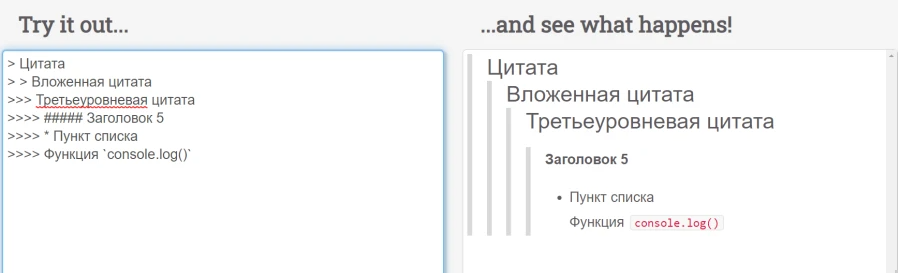 Try it out...
...and see what happens!
> Цитата
> > Вложенная цитата
>>> Третьеуровневая цитата
>>>> ##### Заголовок 5
>>>> * Пункт списка
>>>> Функция `console.log()`
Цитата
Вложенная цитата
Третьеуровневая цитата
Заголовок 5
• Пункт списка
Функция console.log()